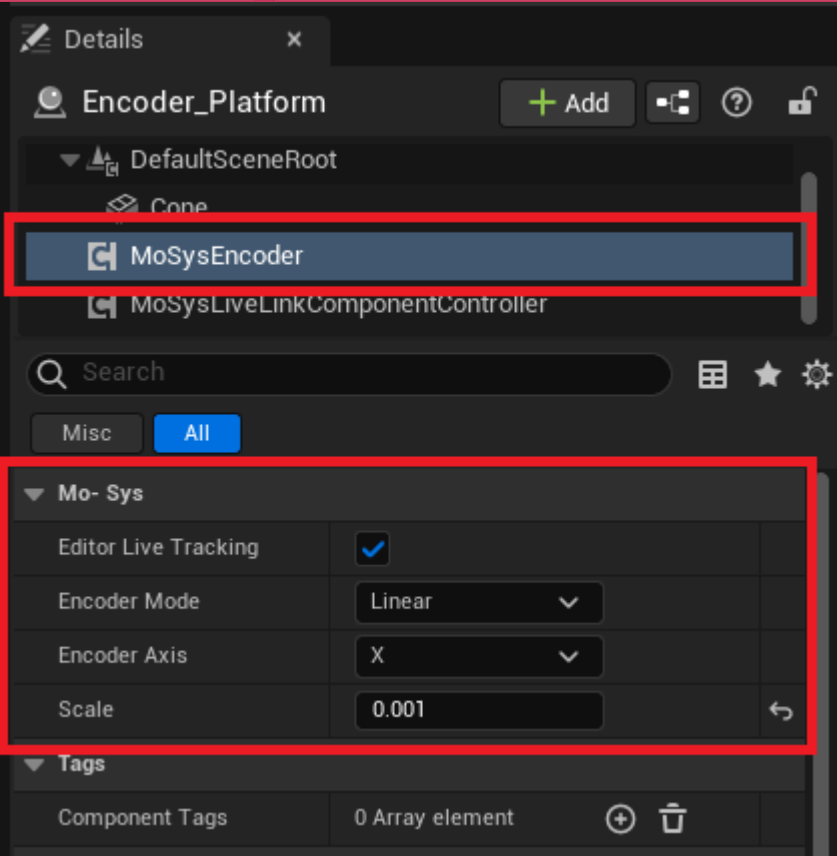 Details
Encoder_Platform
Add
DefaultSceneRoot
Cone
MoSysEncoder
MoSysLiveLinkComponentController
Search
Misc All
Mo- Sys
Editor Live Tracking
Encoder Mode Linear
Encoder Axis X
Scale 0.001
Tags
Component Tags 0 Array element